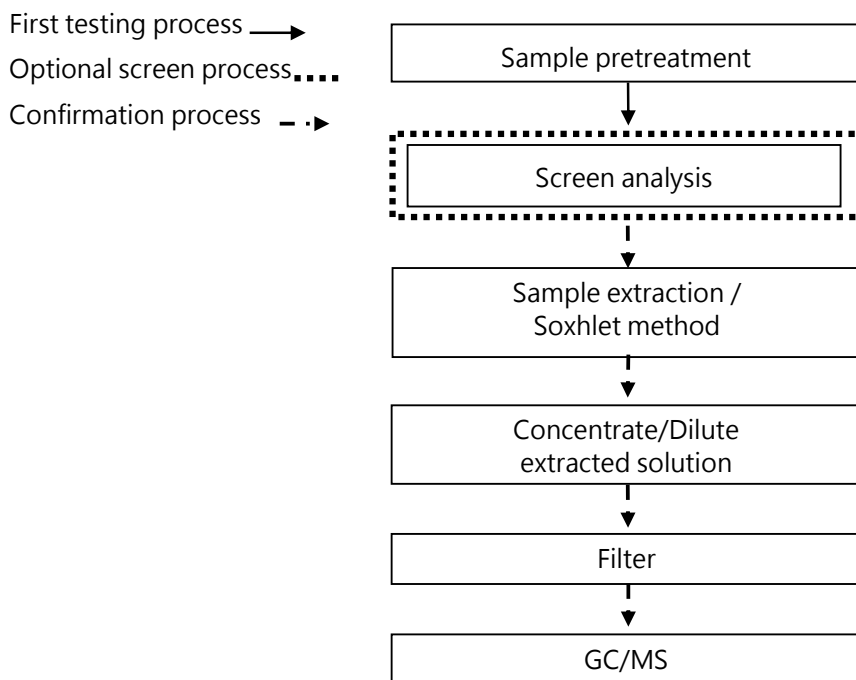 First testing process
Optional screen process
Confirmation process
Sample pretreatment
Screen analysis
Sample extraction /
Soxhlet method
Concentrate/Dilute
extracted solution
Filter
GC/MS